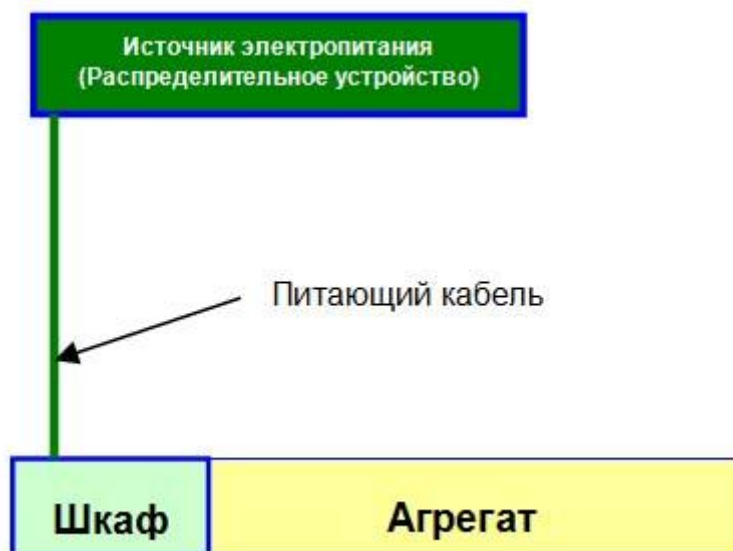 Источник электропитания
(Распределительное устройство)
Питающий кабель
Шкаф
Агрегат